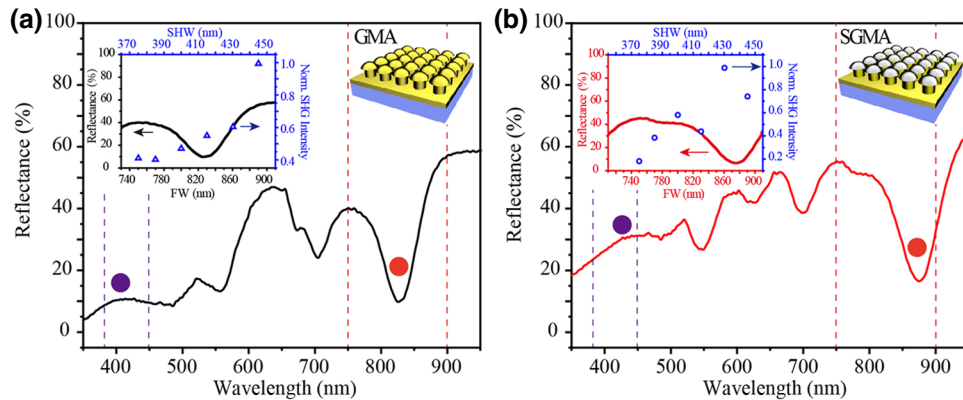 (a)
GMA
Reflectance (%)
100
80
60
40
20
0
400 500 600 700 800 900
Wavelength (nm)
SHW (nm)
370 390 410 430 450
Reflectance (%)
100
80
60
40
20
0
Norm. SHG Intensity
1.0
0.8
0.6
0.4
740 780 820 860 900
FW (nm)
(b)
SGMA
Reflectance (%)
100
80
60
40
20
0
400 500 600 700 800 900
Wavelength (nm)
SHW (nm)
370 390 410 430 450
Reflectance (%)
100
80
60
40
20
0
Norm. SHG Intensity
1.0
0.8
0.6
0.4
0.2
740 780 820 860 900
FW (nm)